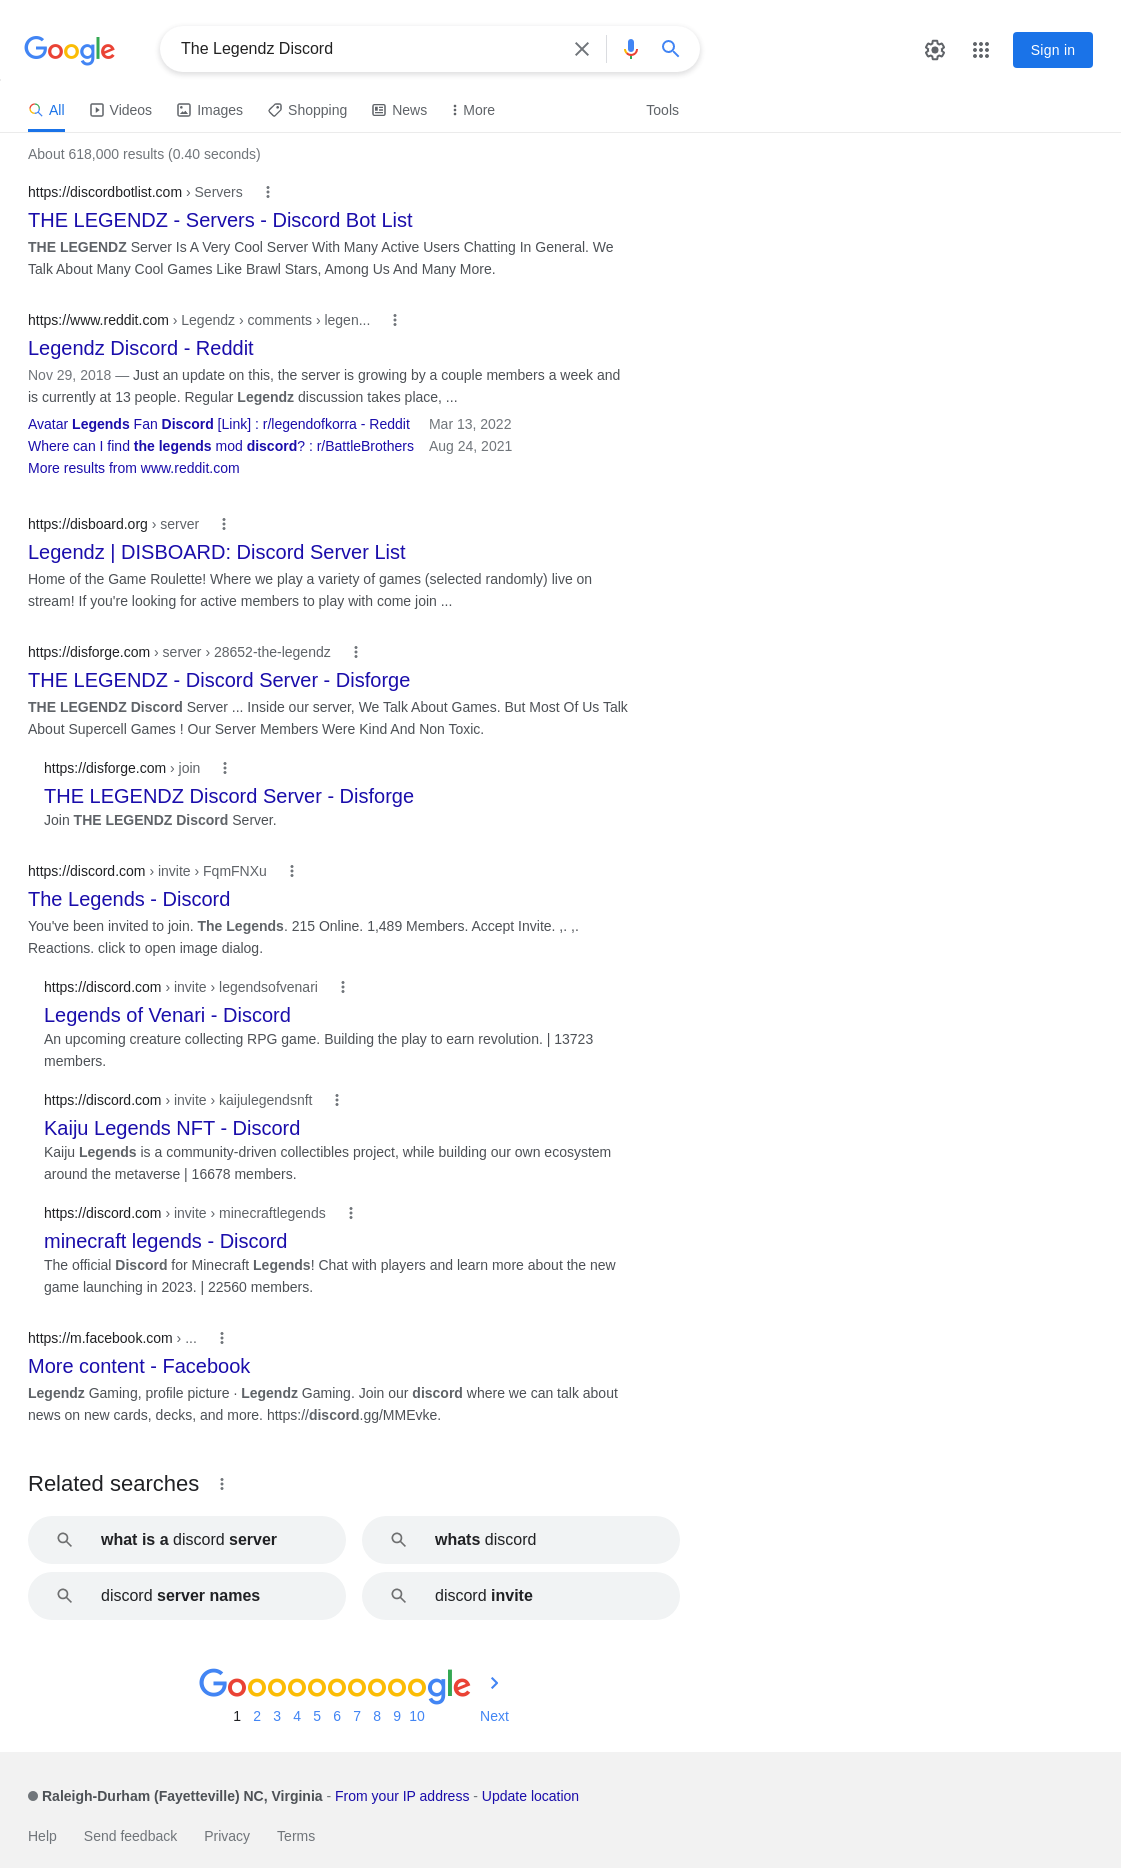 Google
The Legendz Discord
Sign in
All
Videos
Images
Shopping
News
More
Tools
About 618,000 results (0.40 seconds)
https://discordbotlist.com › Servers
THE LEGENDZ - Servers - Discord Bot List
THE LEGENDZ Server Is A Very Cool Server With Many Active Users Chatting In General. We
Talk About Many Cool Games Like Brawl Stars, Among Us And Many More.
https://www.reddit.com › Legendz › comments › legen...
Legendz Discord - Reddit
Nov 29, 2018 — Just an update on this, the server is growing by a couple members a week and
is currently at 13 people. Regular Legendz discussion takes place, ...
Avatar Legends Fan Discord [Link] : r/legendofkorra - Reddit Mar 13, 2022
Where can I find the legends mod discord? : r/BattleBrothers Aug 24, 2021
More results from www.reddit.com
https://disboard.org › server
Legendz | DISBOARD: Discord Server List
Home of the Game Roulette! Where we play a variety of games (selected randomly) live on
stream! If you're looking for active members to play with come join ...
https://disforge.com › server › 28652-the-legendz
THE LEGENDZ - Discord Server - Disforge
THE LEGENDZ Discord Server ... Inside our server, We Talk About Games. But Most Of Us Talk
About Supercell Games ! Our Server Members Were Kind And Non Toxic.
https://disforge.com › join
THE LEGENDZ Discord Server - Disforge
Join THE LEGENDZ Discord Server.
https://discord.com › invite › FqmFNXu
The Legends - Discord
You've been invited to join. The Legends. 215 Online. 1,489 Members. Accept Invite. ,. ,.
Reactions. click to open image dialog.
https://discord.com › invite › legendsofvenari
Legends of Venari - Discord
An upcoming creature collecting RPG game. Building the play to earn revolution. | 13723
members.
https://discord.com › invite › kaijulegendsnft
Kaiju Legends NFT - Discord
Kaiju Legends is a community-driven collectibles project, while building our own ecosystem
around the metaverse | 16678 members.
https://discord.com › invite › minecraftlegends
minecraft legends - Discord
The official Discord for Minecraft Legends! Chat with players and learn more about the new
game launching in 2023. | 22560 members.
https://m.facebook.com › ...
More content - Facebook
Legendz Gaming, profile picture · Legendz Gaming. Join our discord where we can talk about
news on new cards, decks, and more. https://discord.gg/MMEvke.
Related searches
what is a discord server
whats discord
discord server names
discord invite
Goooooooooogle
1 2 3 4 5 6 7 8 9 10 Next
Raleigh-Durham (Fayetteville) NC, Virginia - From your IP address - Update location
Help Send feedback Privacy Terms